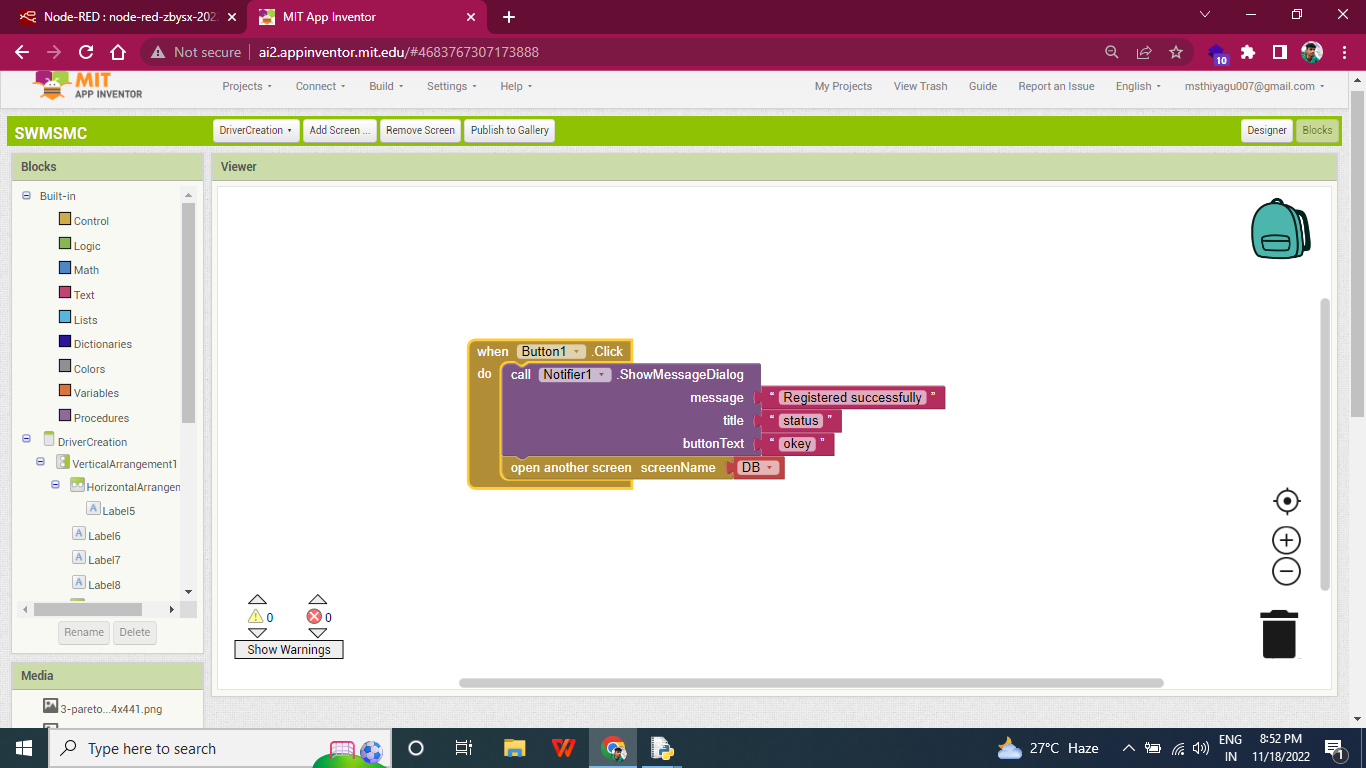 Node-RED : node-red-zbysx-202
MIT App Inventor
Not secure
ai2.appinventor.mit.edu/#4683767307173888
10
MIT
APP INVENTOR
Projects
Connect
Build
Settings
Help
My Projects
View Trash
Guide
Report an Issue
English
msthiyagu007@gmail.com
SWMSMC
DriverCreation
Add Screen ...
Remove Screen
Publish to Gallery
Designer
Blocks
Blocks
Viewer
Built-in
Control
Logic
Math
Text
Lists
Dictionaries
Colors
Variables
Procedures
DriverCreation
VerticalArrangement1
HorizontalArrangen
A Label5
A Label6
A Label7
A Label8
Rename
Delete
Media
3-pareto...4x441.png
when Button1 .Click
do call Notifier1 .ShowMessageDialog
message “ Registered successfully ”
title “ status ”
buttonText “ okey ”
open another screen screenName DB
0
0
Show Warnings
Type here to search
27°C Haze
ENG
IN
8:52 PM
11/18/2022
1